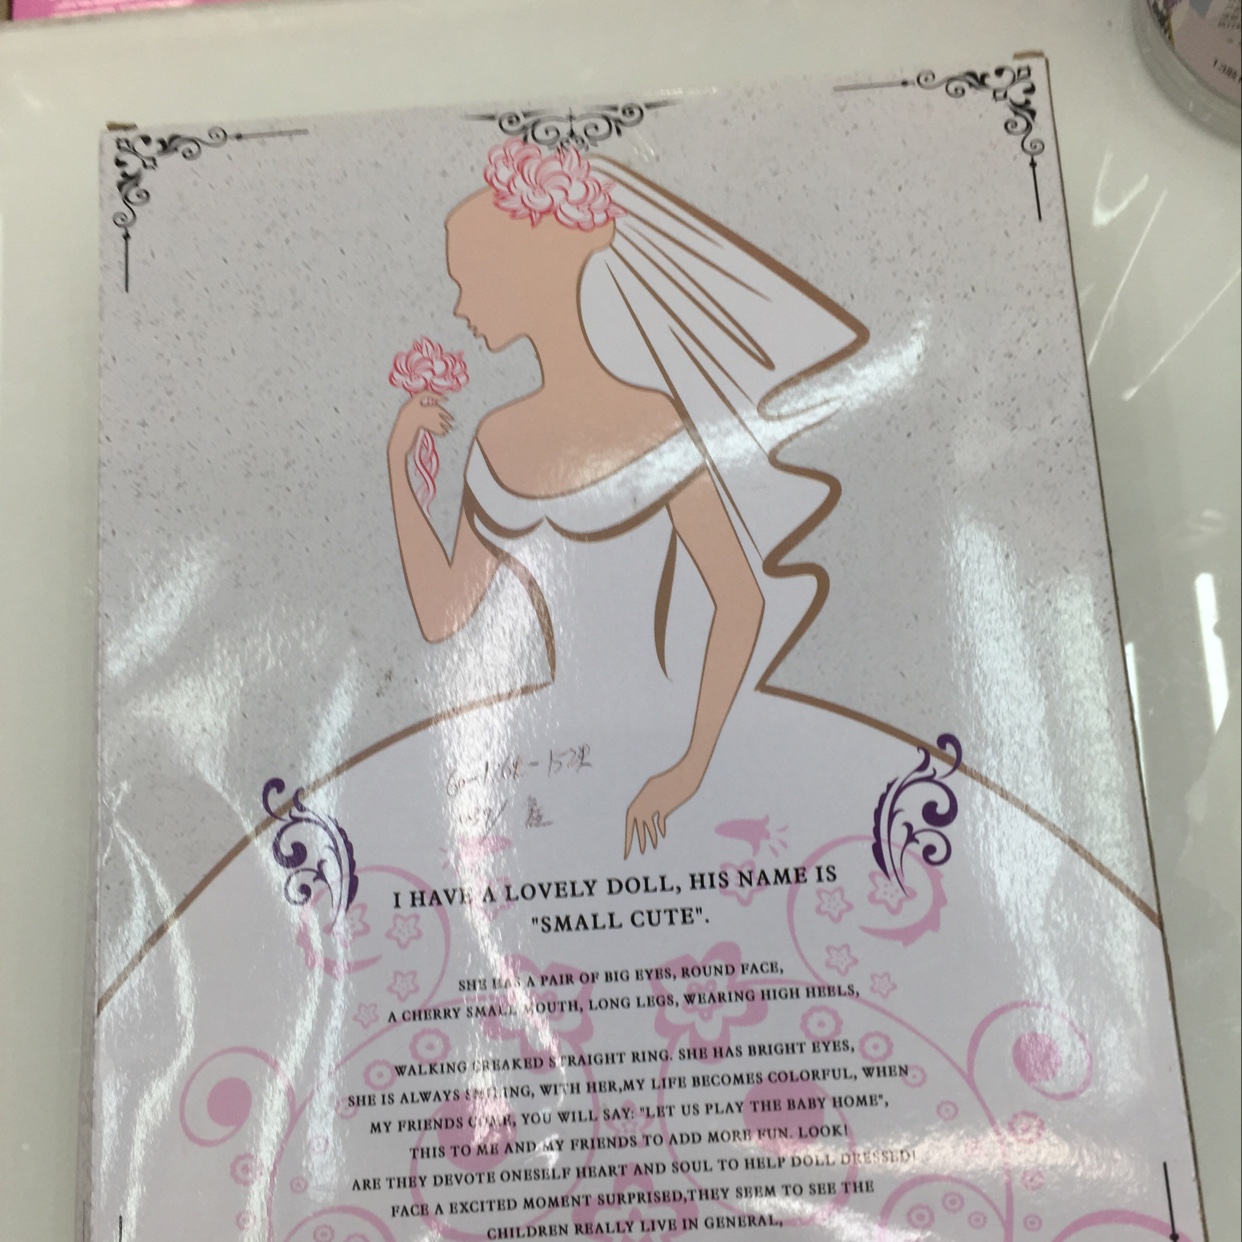 I HAVE A LOVELY DOLL, HIS NAME IS
"SMALL CUTE".
SHE HAS A PAIR OF BIG EYES, ROUND FACE,
A CHERRY SMALL MOUTH, LONG LEGS, WEARING HIGH HEELS,
WALKING CREAKED STRAIGHT RING. SHE HAS BRIGHT EYES,
SHE IS ALWAYS SMILING, WITH HER,MY LIFE BECOMES COLORFUL, WHEN
MY FRIENDS COME, YOU WILL SAY: "LET US PLAY THE BABY HOME",
THIS TO ME AND MY FRIENDS TO ADD MORE FUN. LOOK!
ARE THEY DEVOTE ONESELF HEART AND SOUL TO HELP DOLL DRESSED!
FACE A EXCITED MOMENT SURPRISED,THEY SEEM TO SEE THE
CHILDREN REALLY LIVE IN GENERAL,